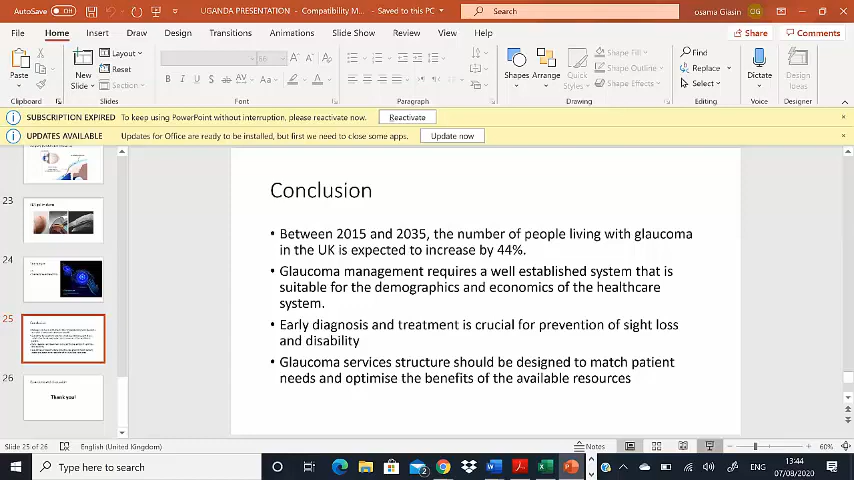 AutoSave Off UGANDA PRESENTATION - Compatibility M... - Saved to this PC Search osama Giasin OG
File Home Insert Draw Design Transitions Animations Slide Show Review View Help Share Comments
Paste New Slide Layout Reset Section 56 Shapes Arrange Quick Styles Shape Fill Shape Outline Shape Effects Find Replace Select Dictate Design Ideas
Clipboard Slides Font Paragraph Drawing Editing Voice Designer
SUBSCRIPTION EXPIRED To keep using PowerPoint without interruption, please reactivate now. Reactivate
UPDATES AVAILABLE Updates for Office are ready to be installed, but first we need to close some apps. Update now
23
24
25
Conclusion
26
Thank you!
Conclusion
• Between 2015 and 2035, the number of people living with glaucoma
in the UK is expected to increase by 44%.
• Glaucoma management requires a well established system that is
suitable for the demographics and economics of the healthcare
system.
• Early diagnosis and treatment is crucial for prevention of sight loss
and disability
• Glaucoma services structure should be designed to match patient
needs and optimise the benefits of the available resources
Slide 25 of 26 English (United Kingdom) Notes 60%
Type here to search ENG 13:44
07/08/2020